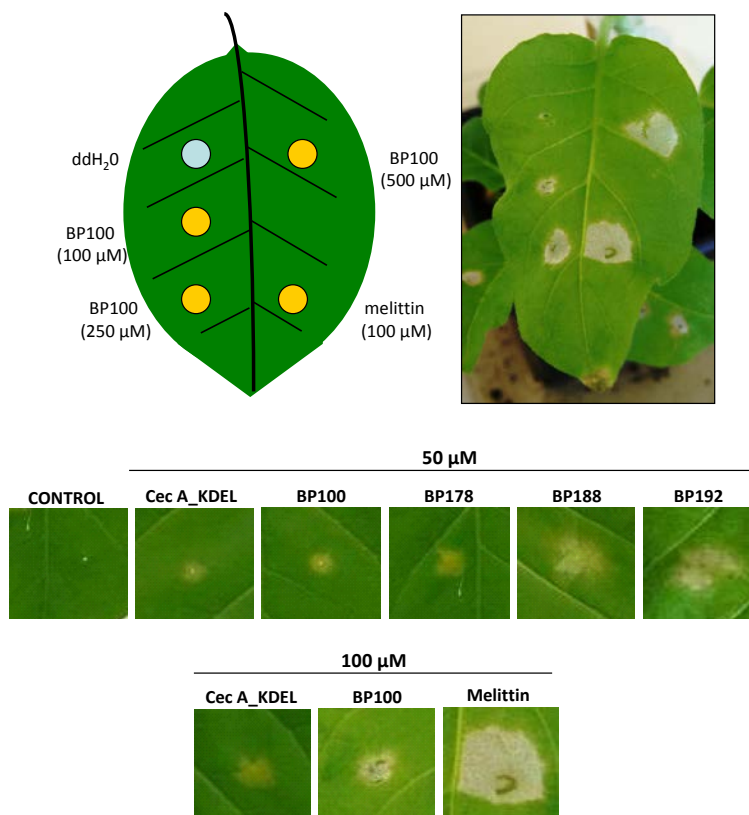 ddH₂0
BP100
(100 µM)
BP100
(250 µM)
BP100
(500 µM)
melittin
(100 µM)
50 µM
CONTROL Cec A_KDEL BP100 BP178 BP188 BP192
100 µM
Cec A_KDEL BP100 Melittin